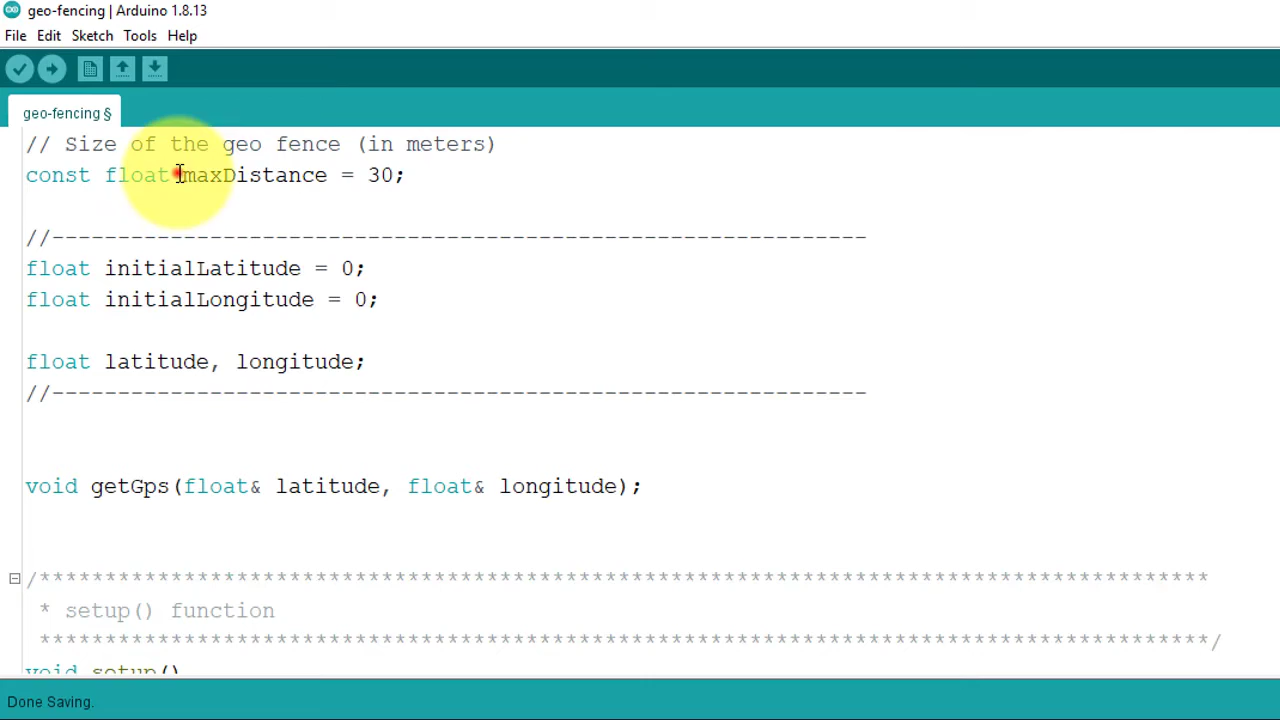 geo-fencing | Arduino 1.8.13
File Edit Sketch Tools Help
geo-fencing §
// Size of the geo fence (in meters)
const float maxDistance = 30;
//--------------------------------------------------------------
float initialLatitude = 0;
float initialLongitude = 0;
float latitude, longitude;
//--------------------------------------------------------------
void getGps(float& latitude, float& longitude);
/*****************************************************************************************
* setup() function
*****************************************************************************************/
void setup()
Done Saving.